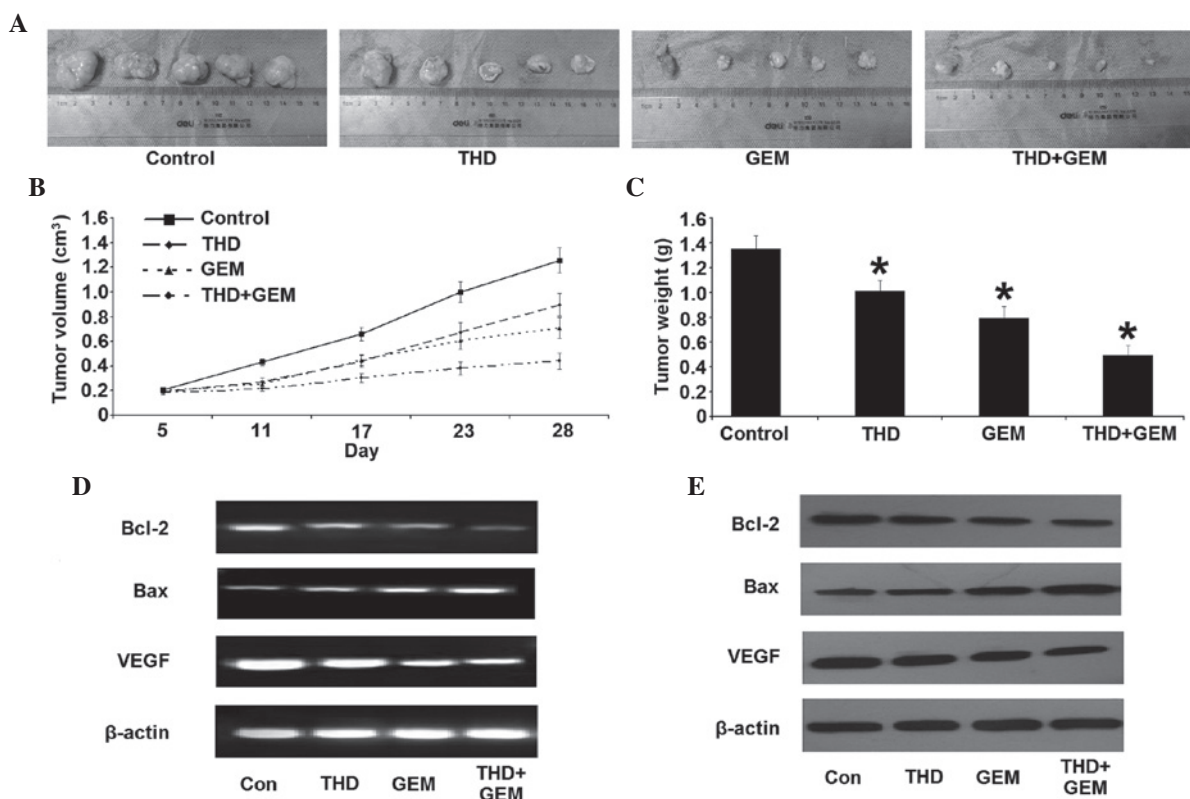 A
deli
Control
deli
THD
deli
GEM
deli
THD+GEM
B
Control
THD
GEM
THD+GEM
Tumor volume (cm³)
1.6
1.4
1.2
1.0
0.8
0.6
0.4
0.2
0
5 11 17 23 28
Day
C
Tumor weight (g)
1.6
1.4
1.2
1.0
0.8
0.6
0.4
0.2
0
* * *
Control THD GEM THD+GEM
D
Bcl-2
Bax
VEGF
β-actin
Con THD GEM THD+
GEM
E
Bcl-2
Bax
VEGF
β-actin
Con THD GEM THD+
GEM